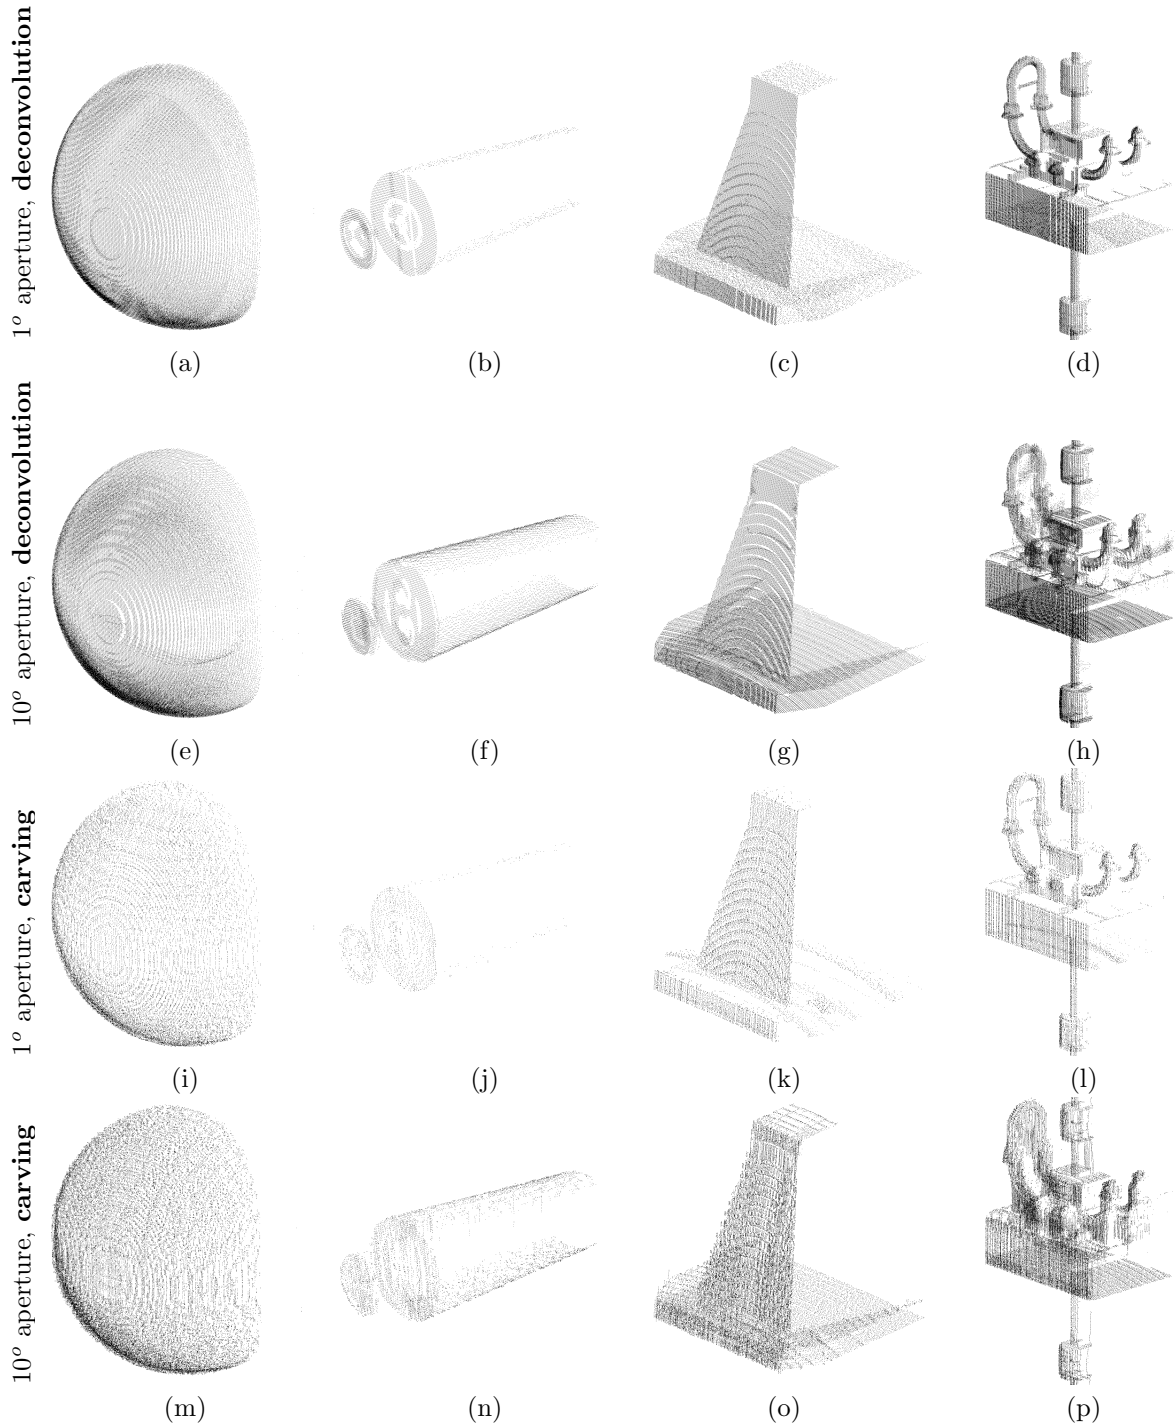 1° aperture, deconvolution
(a) (b) (c) (d)
10° aperture, deconvolution
(e) (f) (g) (h)
1° aperture, carving
(i) (j) (k) (l)
10° aperture, carving
(m) (n) (o) (p)